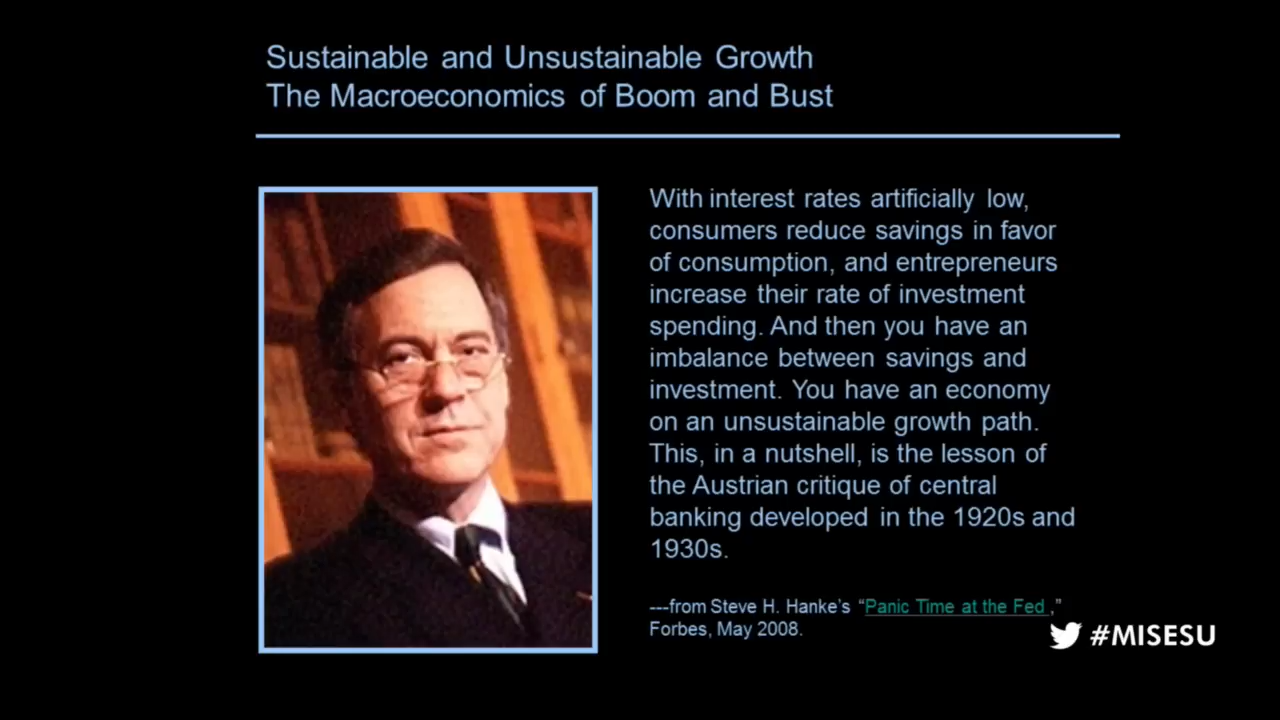 Sustainable and Unsustainable Growth
The Macroeconomics of Boom and Bust
With interest rates artificially low,
consumers reduce savings in favor
of consumption, and entrepreneurs
increase their rate of investment
spending. And then you have an
imbalance between savings and
investment. You have an economy
on an unsustainable growth path.
This, in a nutshell, is the lesson of
the Austrian critique of central
banking developed in the 1920s and
1930s.
---from Steve H. Hanke's “Panic Time at the Fed ,”
Forbes, May 2008.
#MISESU